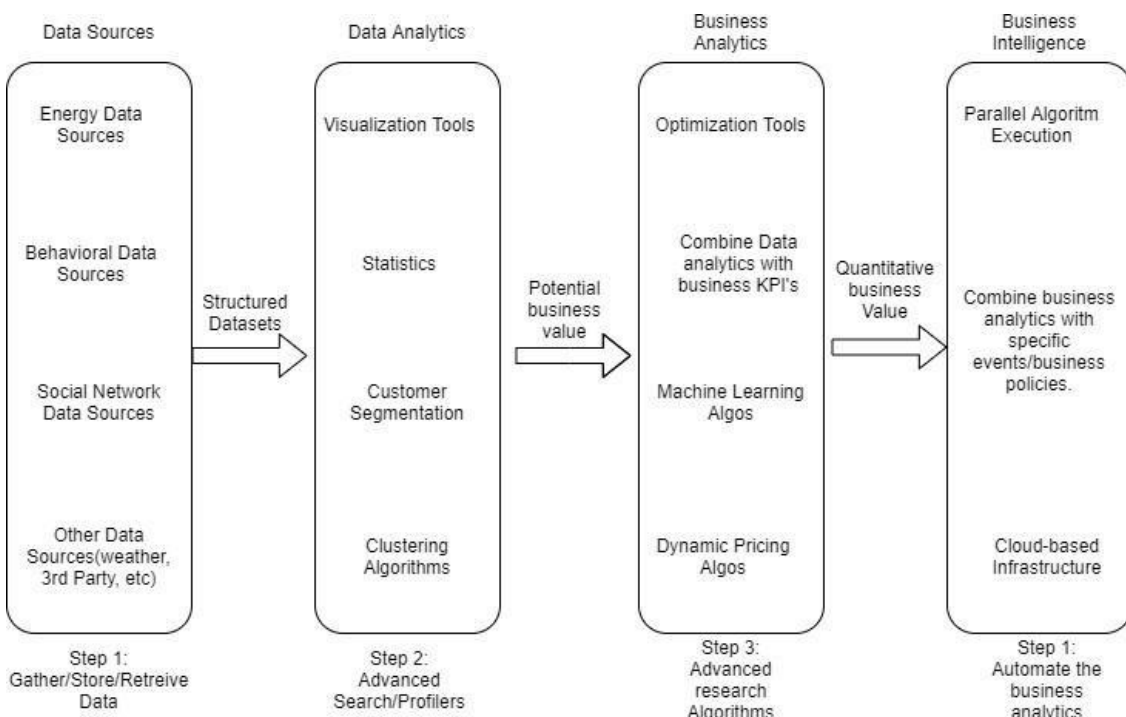 Data Sources
Energy Data
Sources
Behavioral Data
Sources
Social Network
Data Sources
Other Data
Sources(weather,
3rd Party, etc)
Step 1:
Gather/Store/Retreive
Data
Structured
Datasets
Data Analytics
Visualization Tools
Statistics
Customer
Segmentation
Clustering
Algorithms
Step 2:
Advanced
Search/Profilers
Potential
business
value
Business
Analytics
Optimization Tools
Combine Data
analytics with
business KPI's
Machine Learning
Algos
Dynamic Pricing
Algos
Step 3:
Advanced
research
Algorithms
Quantitative
business
Value
Business
Intelligence
Parallel Algoritm
Execution
Combine business
analytics with
specific
events/business
policies.
Cloud-based
Infrastructure
Step 1:
Automate the
business
analytics